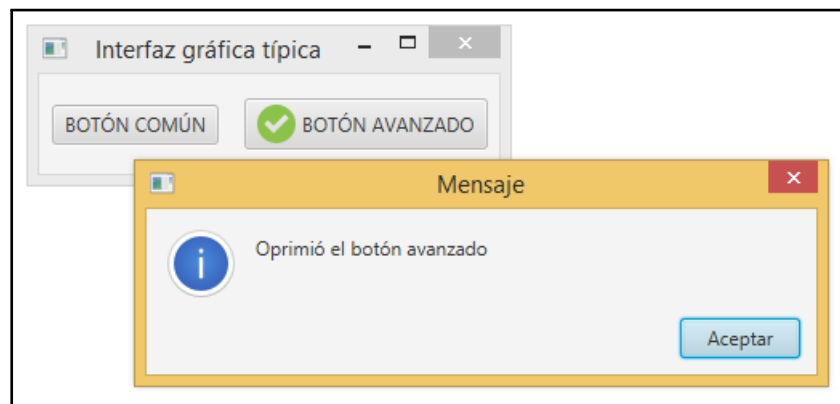 Interfaz gráfica típica
BOTÓN COMÚN
BOTÓN AVANZADO
Mensaje
Oprimió el botón avanzado
Aceptar